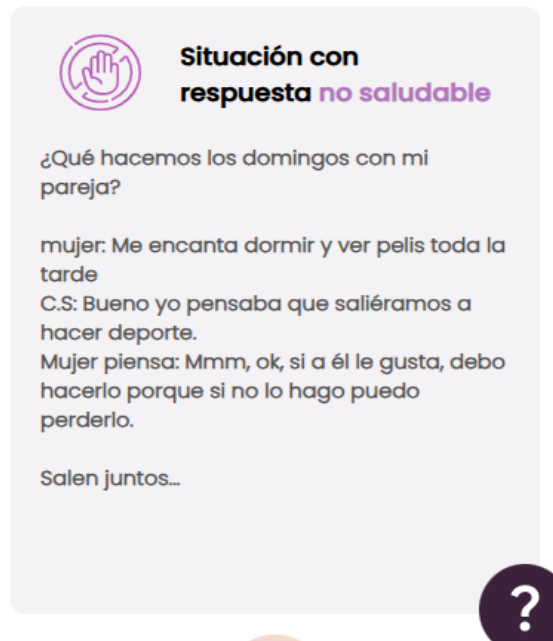 Situación con
respuesta no saludable
¿Qué hacemos los domingos con mi
pareja?
mujer: Me encanta dormir y ver pelis toda la
tarde
C.S: Bueno yo pensaba que saliéramos a
hacer deporte.
Mujer piensa: Mmm, ok, si a él le gusta, debo
hacerlo porque si no lo hago puedo
perderlo.
Salen juntos...
?